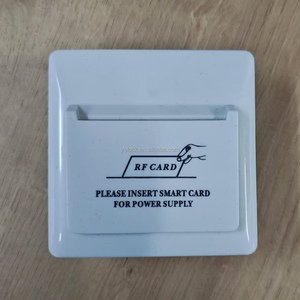 RF CARD
PLEASE INSERT SMART CARD
FOR POWER SUPPLY